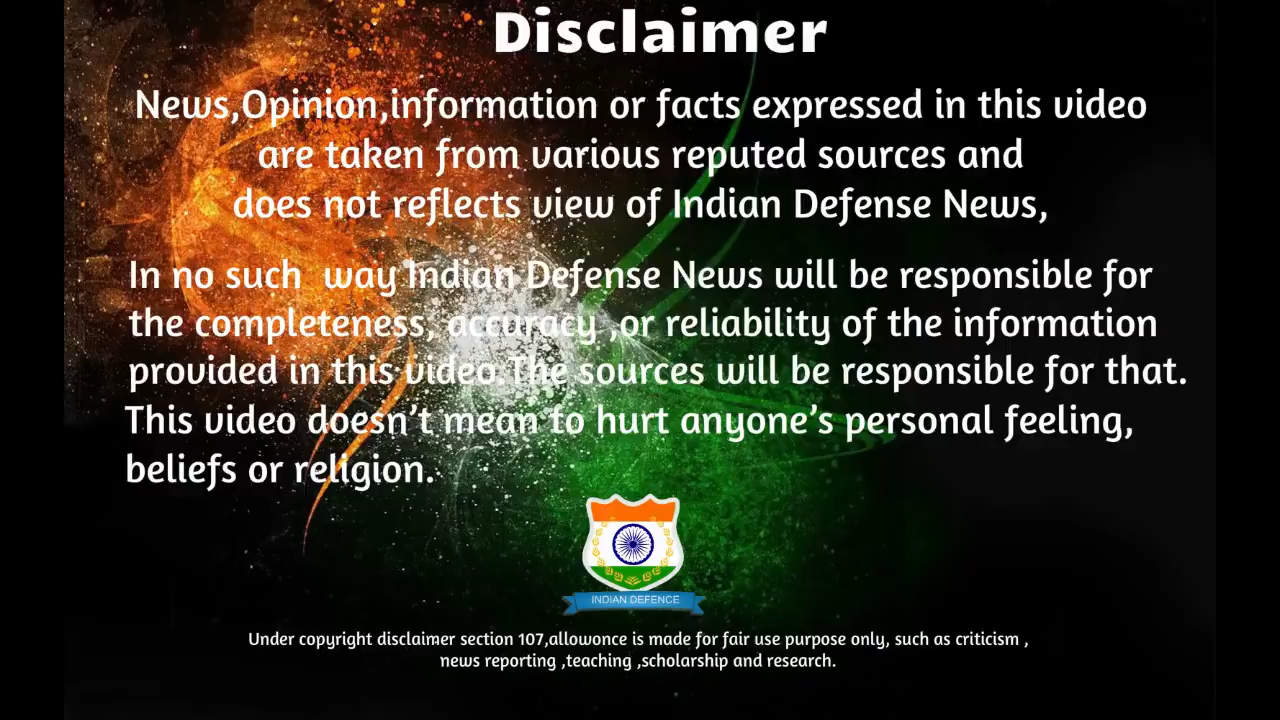 Disclaimer
News,Opinion,information or facts expressed in this video
are taken from various reputed sources and
does not reflects view of Indian Defense News,
In no such  way Indian Defense News will be responsible for
the completeness, accuracy ,or reliability of the information
provided in this video.The sources will be responsible for that.
This video doesn’t mean to hurt anyone’s personal feeling,
beliefs or religion.
INDIAN DEFENCE
Under copyright disclaimer section 107,allowonce is made for fair use purpose only, such as criticism ,
news reporting ,teaching ,scholarship and research.